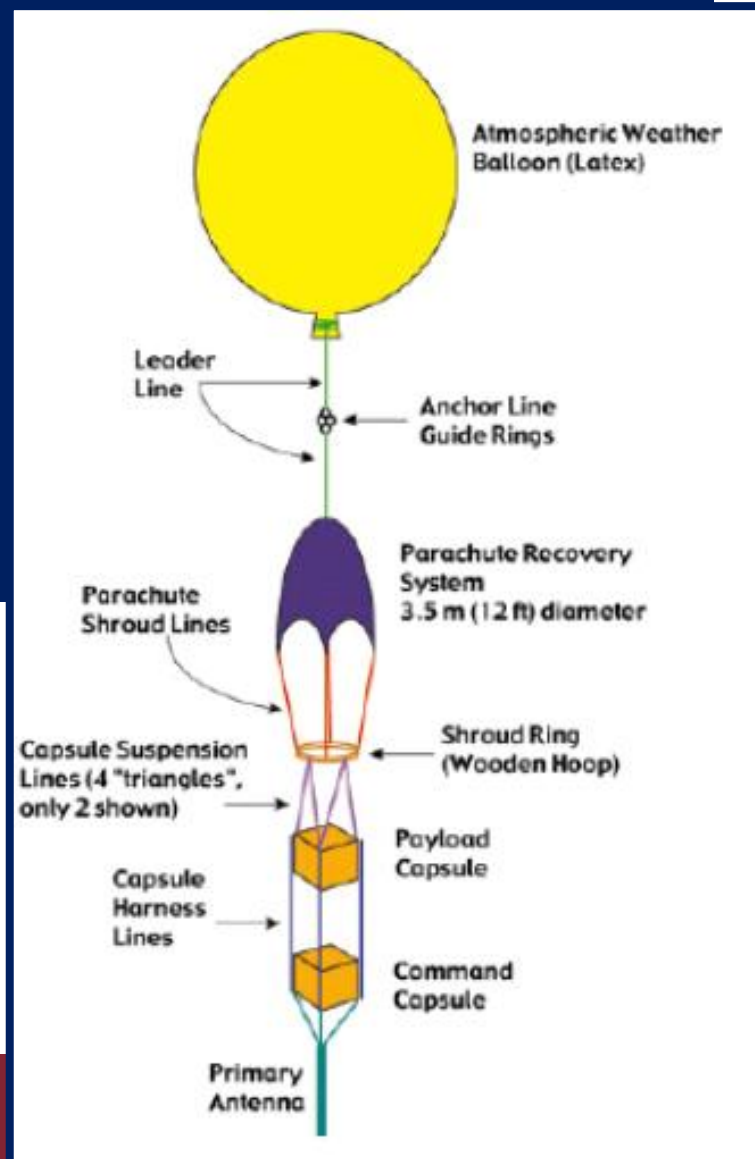 Atmospheric Weather
Balloon (Latex)
Leader
Line
Anchor Line
Guide Rings
Parachute Recovery
System
3.5 m (12 ft) diameter
Parachute
Shroud Lines
Shroud Ring
(Wooden Hoop)
Capsule Suspension
Lines (4 "triangles",
only 2 shown)
Payload
Capsule
Capsule
Harness
Lines
Command
Capsule
Primary
Antenna